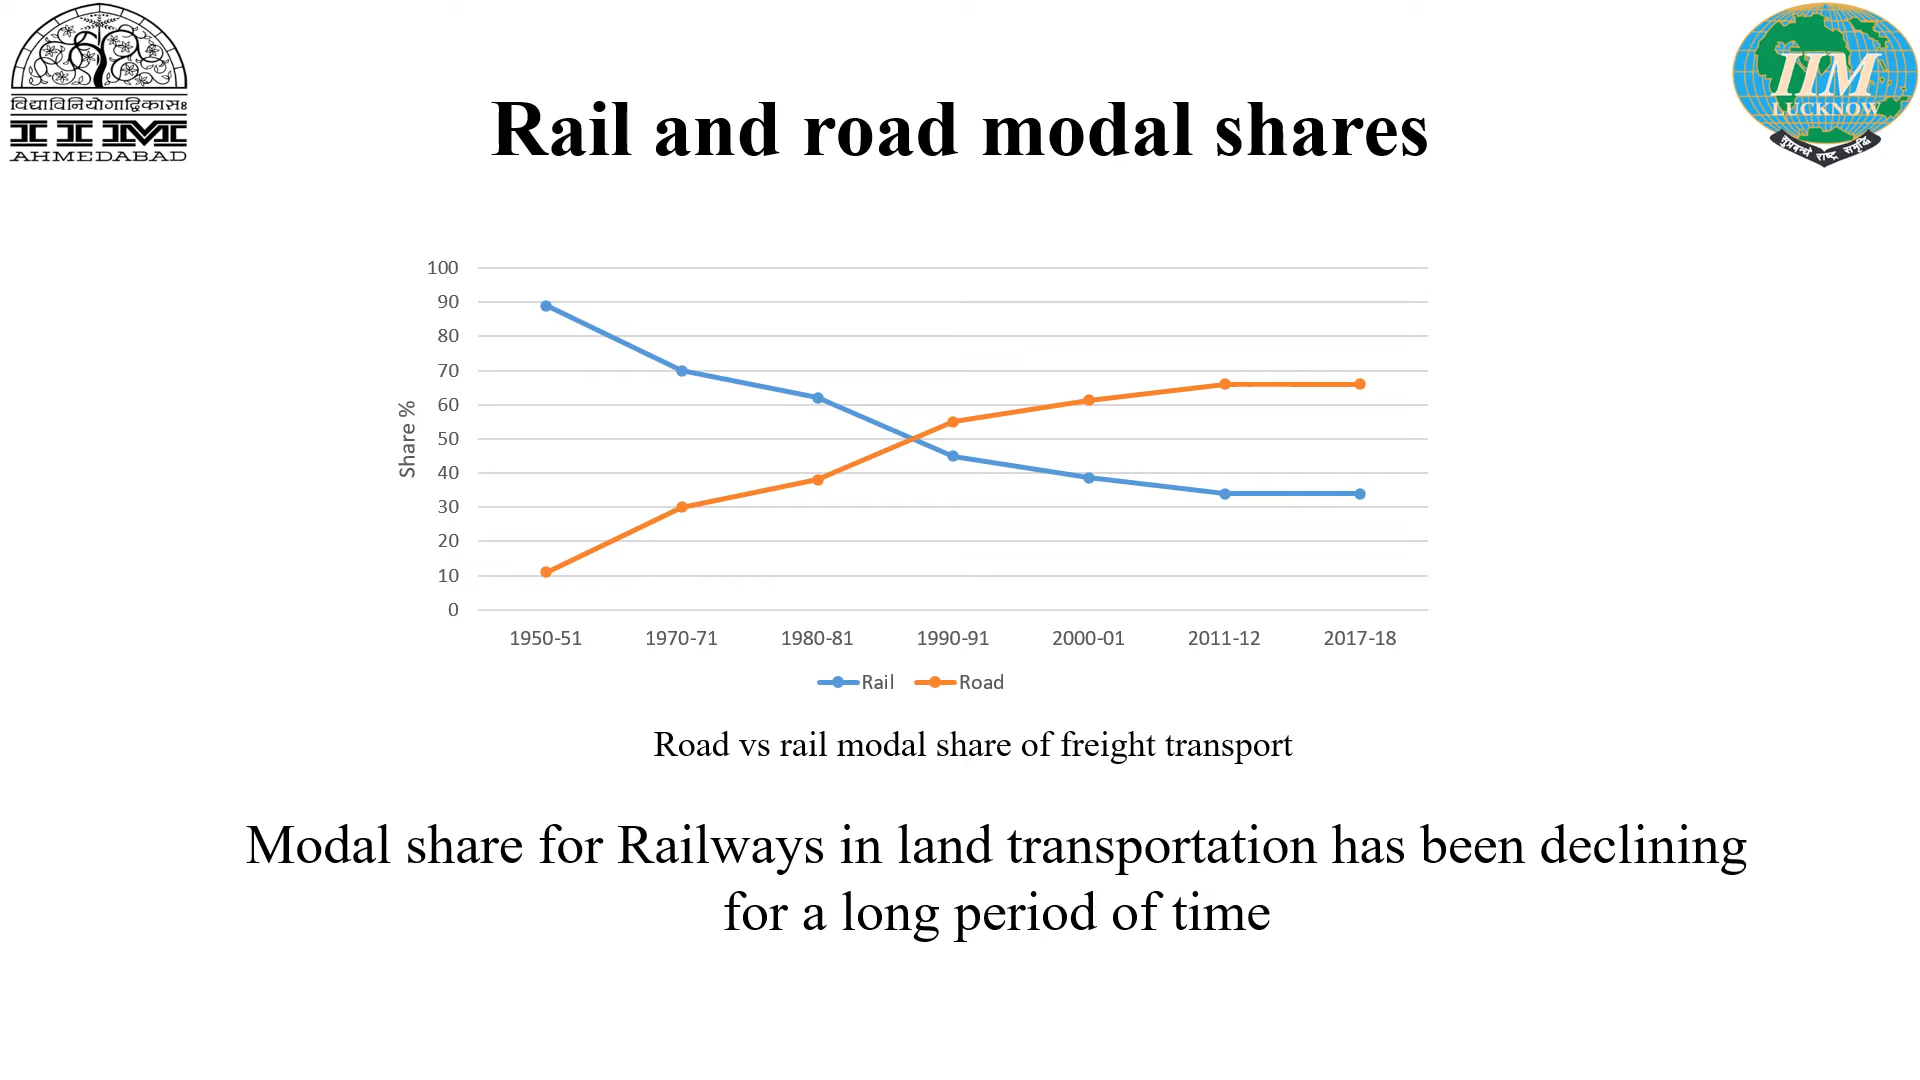 विद्याविनियोगाद्विकासः
IIM
AHMEDABAD
IIM
LUCKNOW
सुप्रबन्धे राष्ट्र समृद्धि
Rail and road modal shares
100
90
80
70
60
50
40
30
20
10
0
Share %
1950-51 1970-71 1980-81 1990-91 2000-01 2011-12 2017-18
Rail Road
Road vs rail modal share of freight transport
Modal share for Railways in land transportation has been declining
for a long period of time